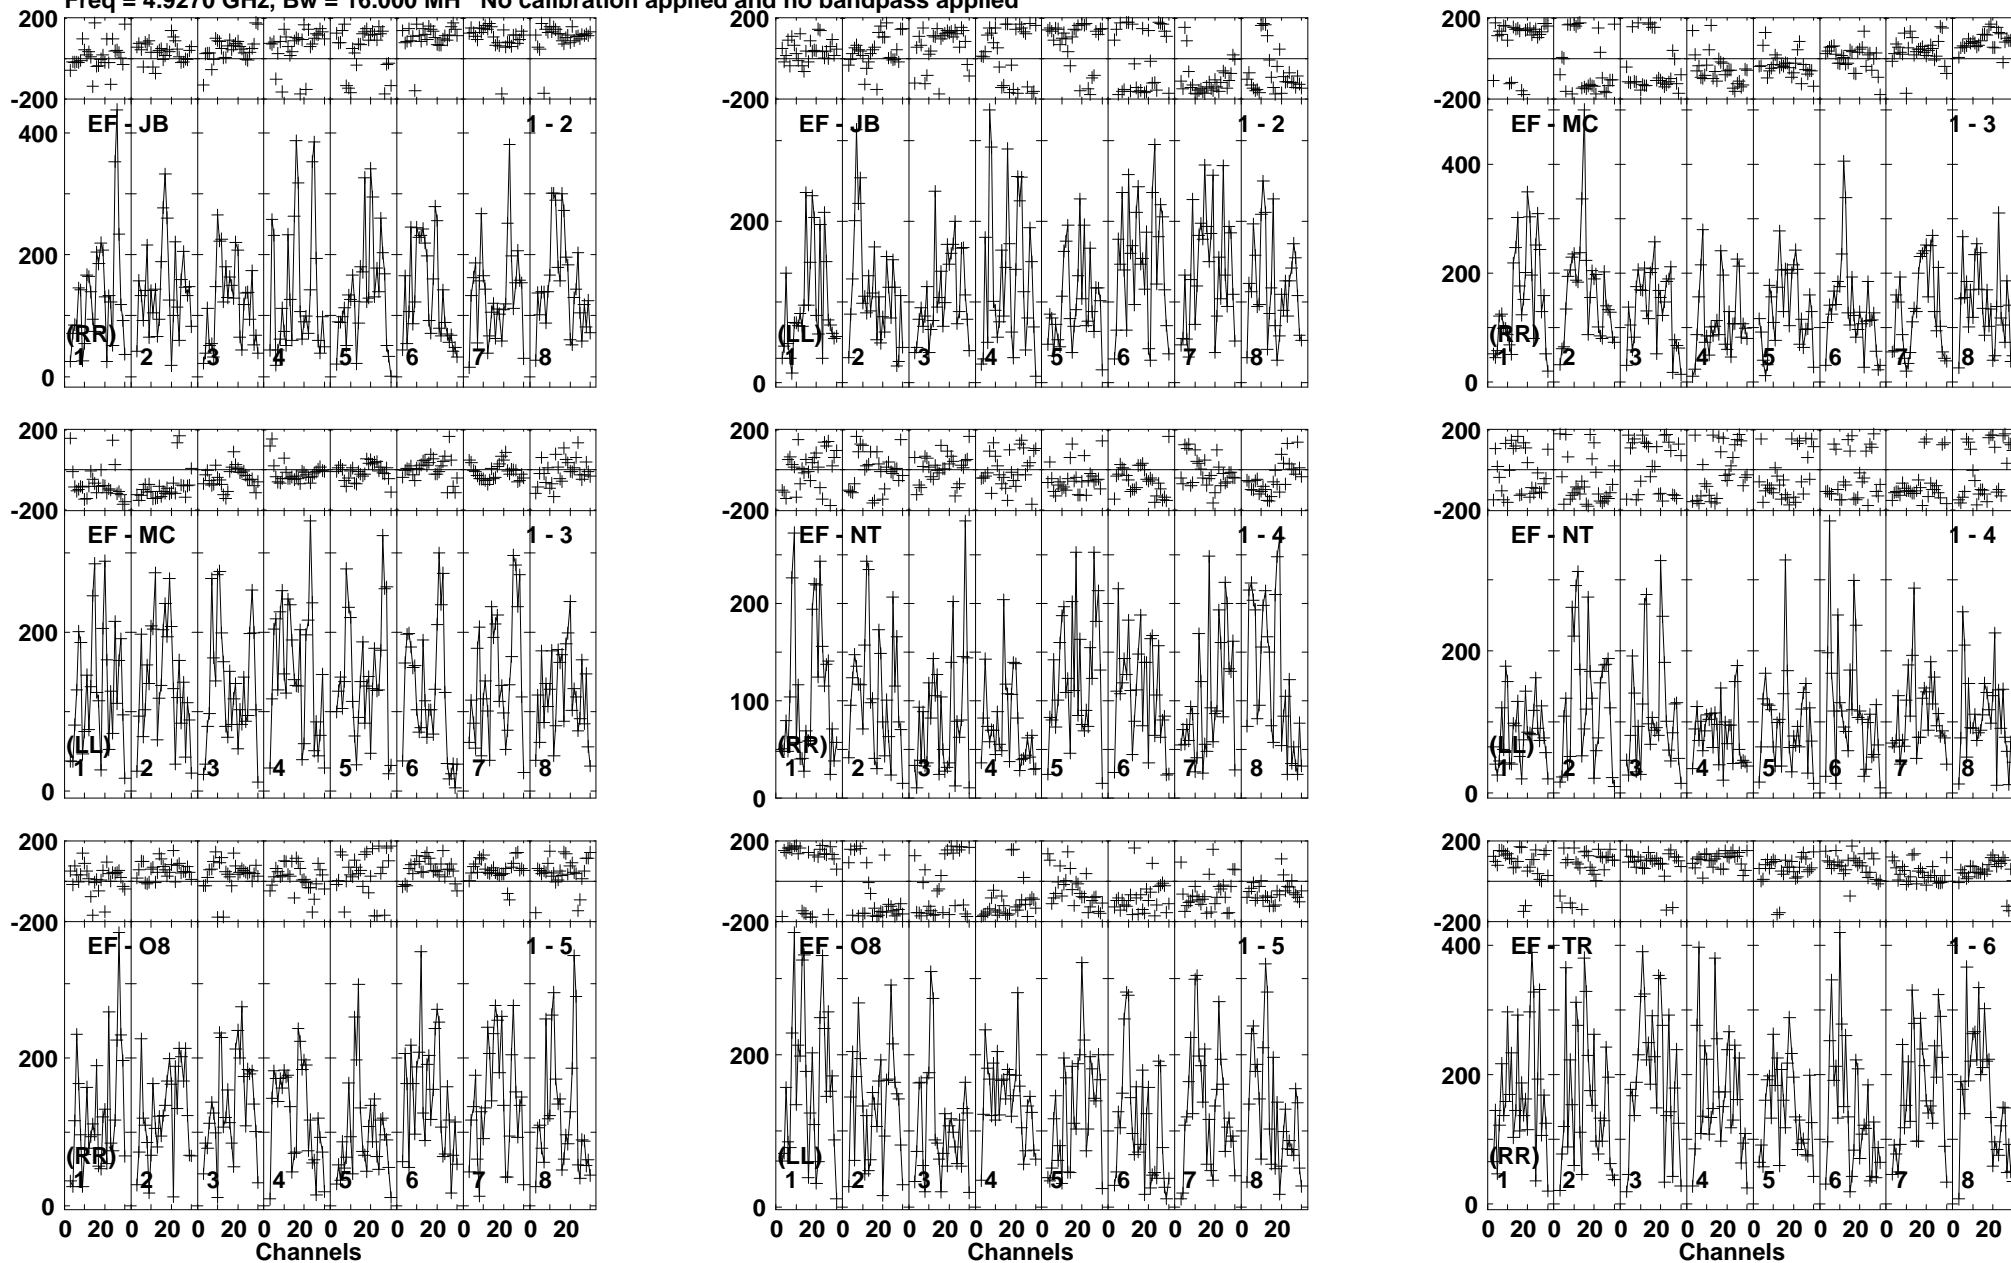 Freq = 4.9270 GHz, Bw = 16.000 MH No calibration applied and no bandpass applied
200 200 200
-200 -200 -200
EF - JB 1 - 2 EF - JB 1 - 2 EF - MC 1 - 3
400 400
200 200 200
(RR) (LL) (RR)
1 2 3 4 5 6 7 8 1 2 3 4 5 6 7 8 1 2 3 4 5 6 7 8
0 0 0
200 200 200
-200 -200 -200
EF - MC 1 - 3 EF - NT 1 - 4 EF - NT 1 - 4
200 200 200
100
(LL) (RR) (LL)
1 2 3 4 5 6 7 8 1 2 3 4 5 6 7 8 1 2 3 4 5 6 7 8
0 0 0
200 200 200
-200 -200 -200
EF - O8 1 - 5 EF - O8 1 - 5 EF - TR 1 - 6
400
200 200 200
(RR) (LL) (RR)
1 2 3 4 5 6 7 8 1 2 3 4 5 6 7 8 1 2 3 4 5 6 7 8
0 0 0
0 20 0 20 0 20 0 20 0 20 0 20 0 20 0 20 0 20 0 20 0 20 0 20 0 20 0 20 0 20 0 20 0 20 0 20 0 20 0 20 0 20 0 20 0 20 0 20
Channels Channels Channels